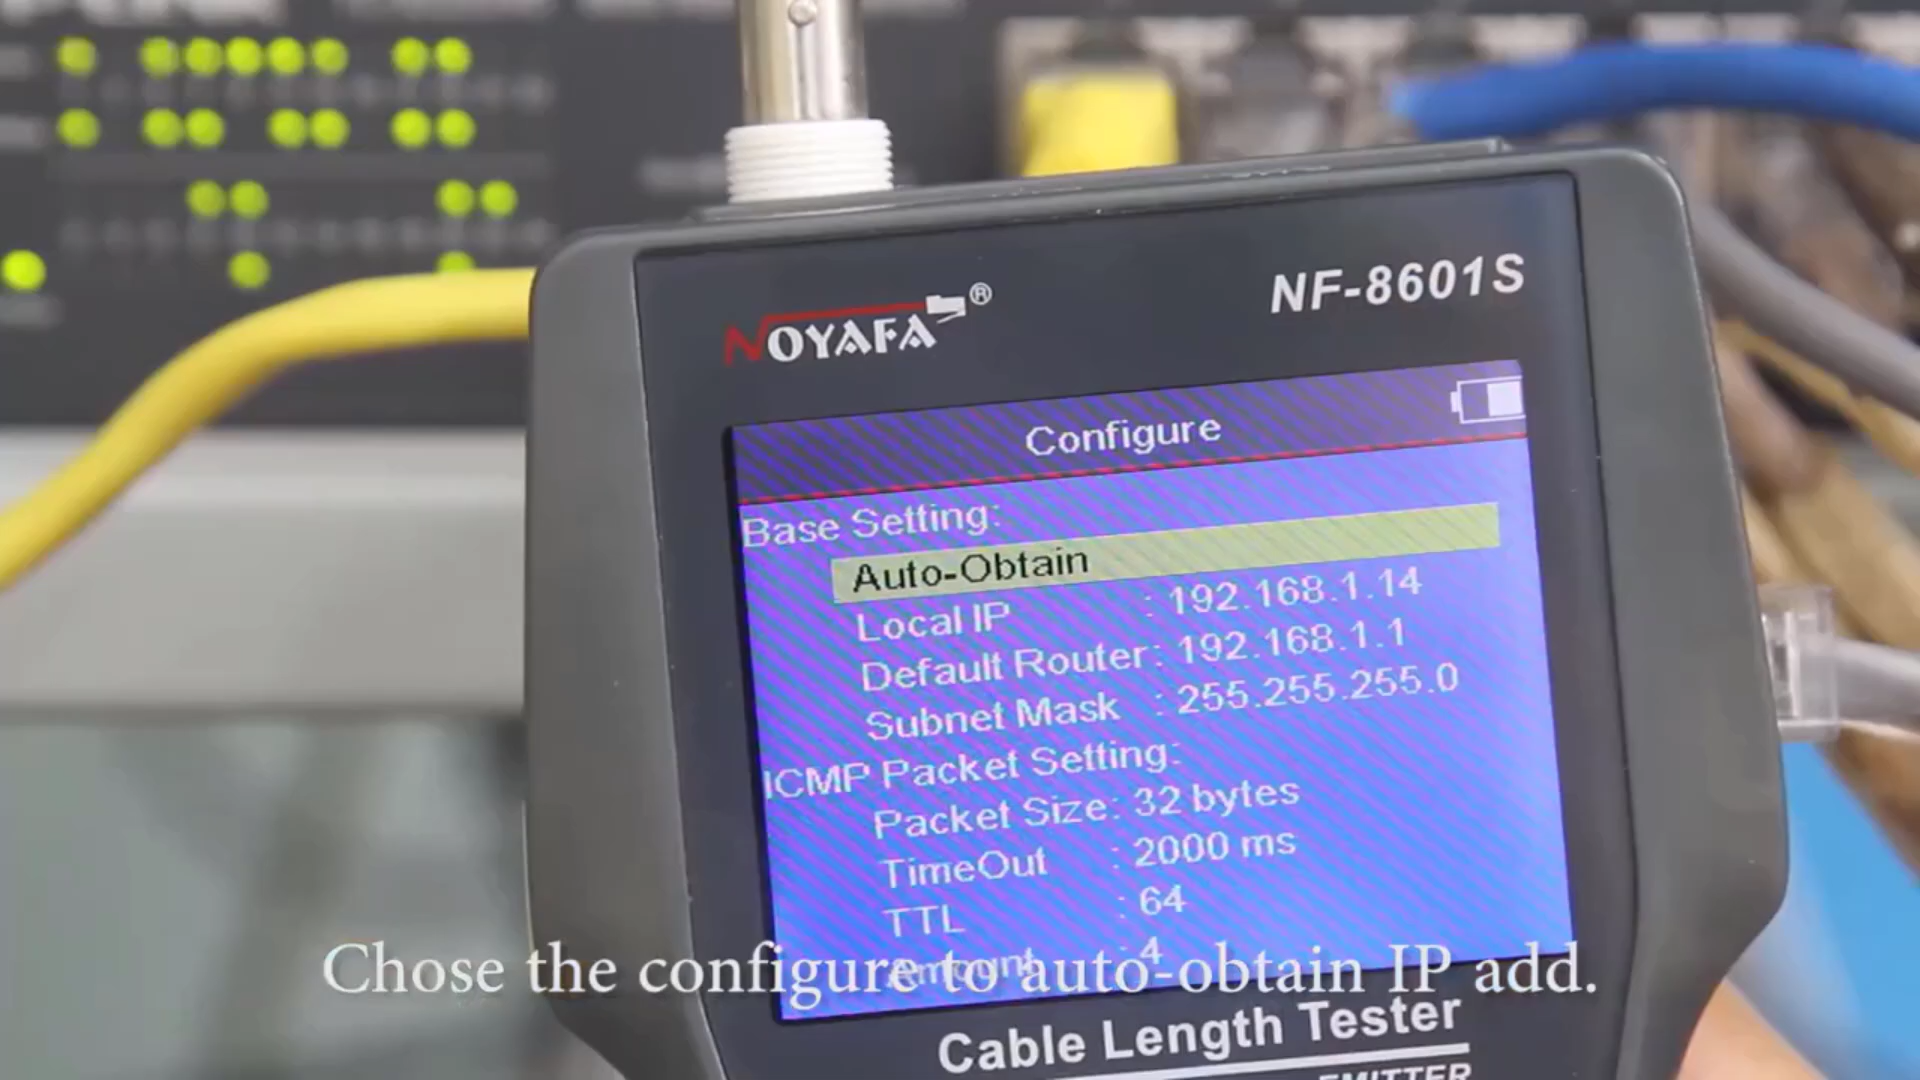 NOYAFA®
NF-8601S
Configure
Base Setting:
Auto-Obtain
Local IP : 192.168.1.14
Default Router: 192.168.1.1
Subnet Mask : 255.255.255.0
ICMP Packet Setting:
Packet Size: 32 bytes
TimeOut : 2000 ms
TTL : 64
Amount : 4
Chose the configure to auto-obtain IP add.
Cable Length Tester
EMITTER